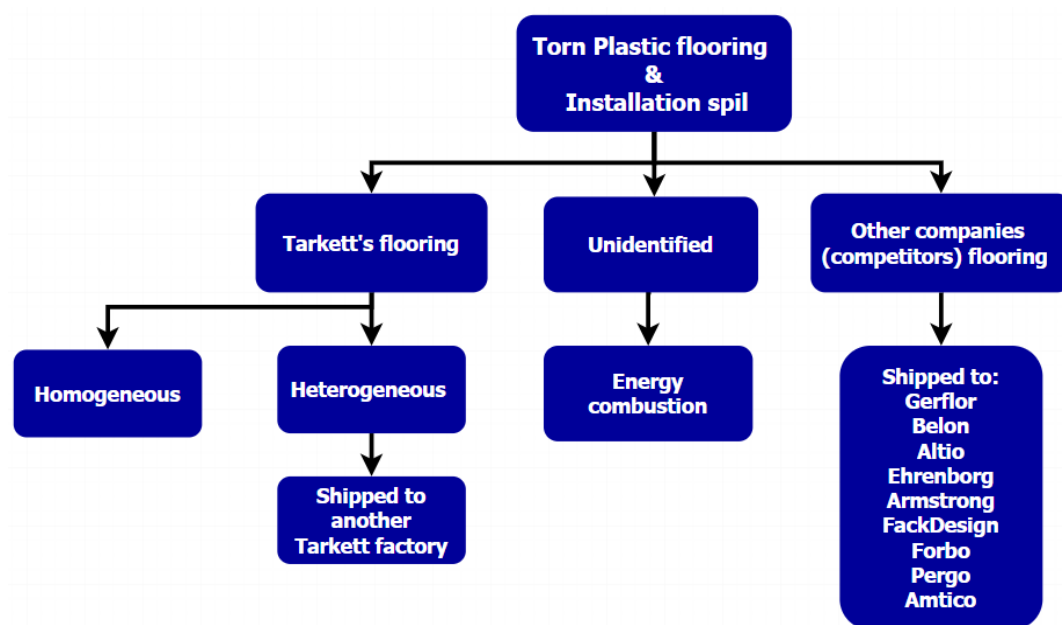 Torn Plastic flooring
&
Installation spil
Tarkett's flooring
Unidentified
Other companies
(competitors) flooring
Homogeneous
Heterogeneous
Energy
combustion
Shipped to:
Gerflor
Belon
Altio
Ehrenborg
Armstrong
FackDesign
Forbo
Pergo
Amtico
Shipped to
another
Tarkett factory